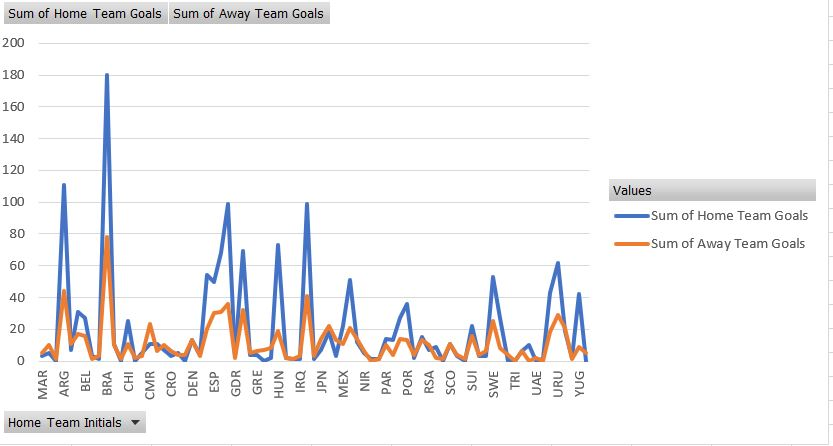 Sum of Home Team Goals Sum of Away Team Goals
200
180
160
140
120
100
80
60
40
20
0
MAR ARG BEL BRA CHI CMR CRO DEN ESP GDR GRE HUN IRQ JPN MEX NIR PAR POR RSA SCO SUI SWE TRI UAE URU YUG
Values
Sum of Home Team Goals
Sum of Away Team Goals
Home Team Initials